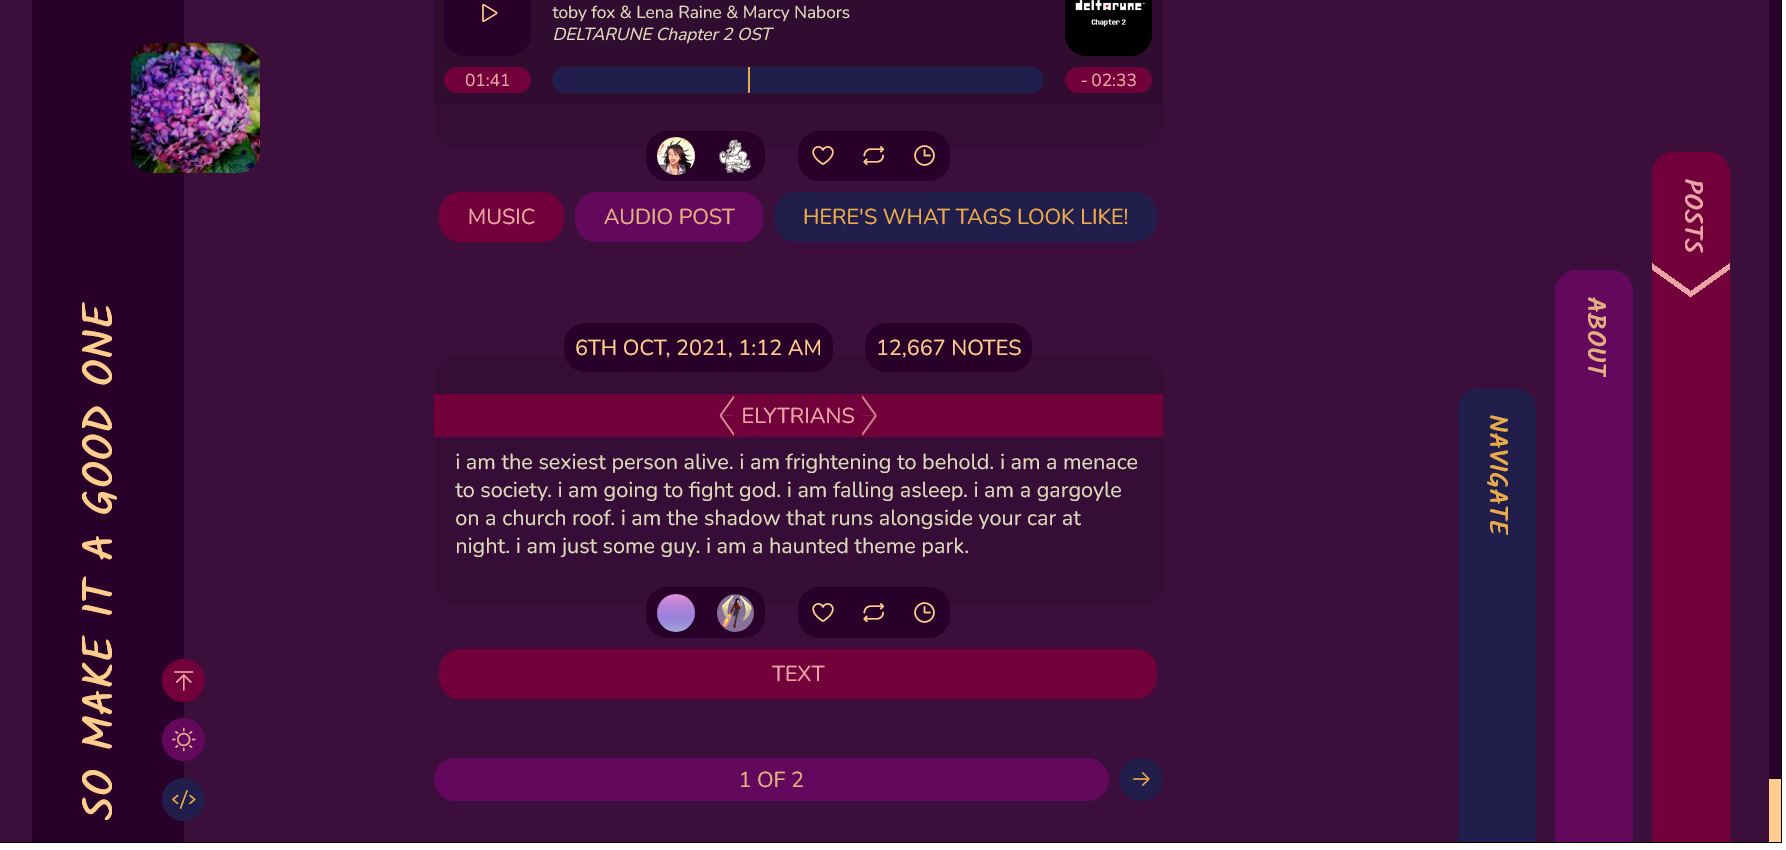 toby fox & Lena Raine & Marcy Nabors
DELTARUNE Chapter 2 OST
deltarune
Chapter 2
01:41
- 02:33
MUSIC
AUDIO POST
HERE'S WHAT TAGS LOOK LIKE!
6TH OCT, 2021, 1:12 AM
12,667 NOTES
ELYTRIANS
i am the sexiest person alive. i am frightening to behold. i am a menace
to society. i am going to fight god. i am falling asleep. i am a gargoyle
on a church roof. i am the shadow that runs alongside your car at
night. i am just some guy. i am a haunted theme park.
TEXT
1 OF 2
SO MAKE IT A GOOD ONE
NAVIGATE
ABOUT
POSTS